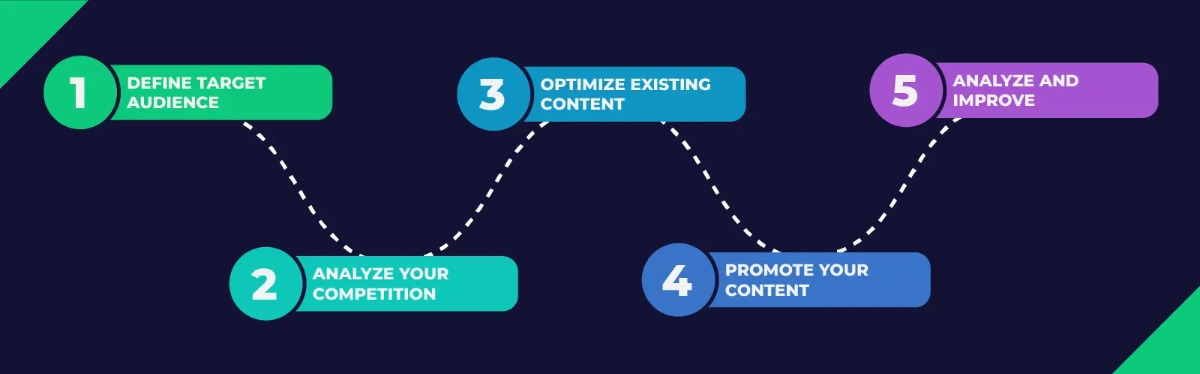 1
DEFINE TARGET
AUDIENCE
2
ANALYZE YOUR
COMPETITION
3
OPTIMIZE EXISTING
CONTENT
4
PROMOTE YOUR
CONTENT
5
ANALYZE AND
IMPROVE